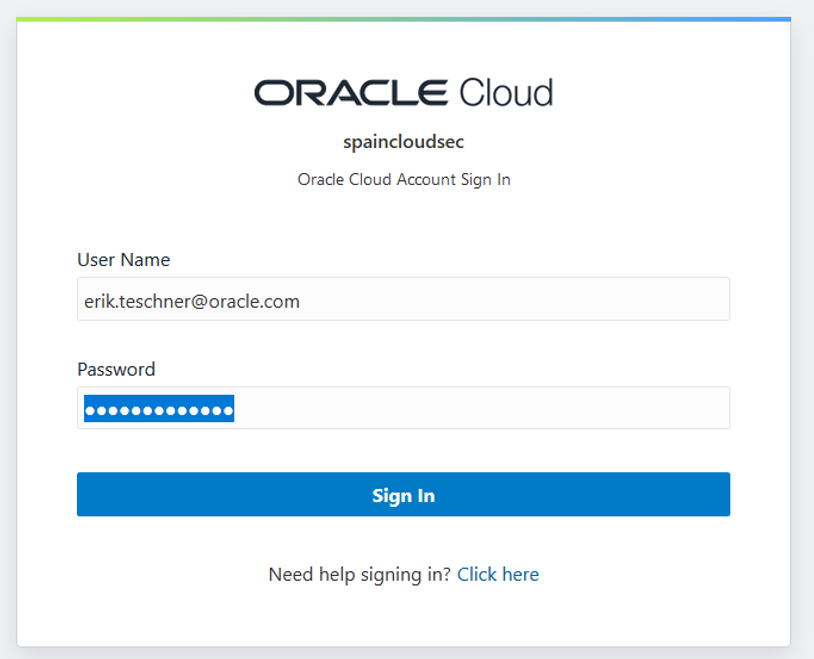 ORACLE Cloud
spaincloudsec
Oracle Cloud Account Sign In
User Name
erik.teschner@oracle.com
Password
●●●●●●●●●●●●●
Sign In
Need help signing in? Click here